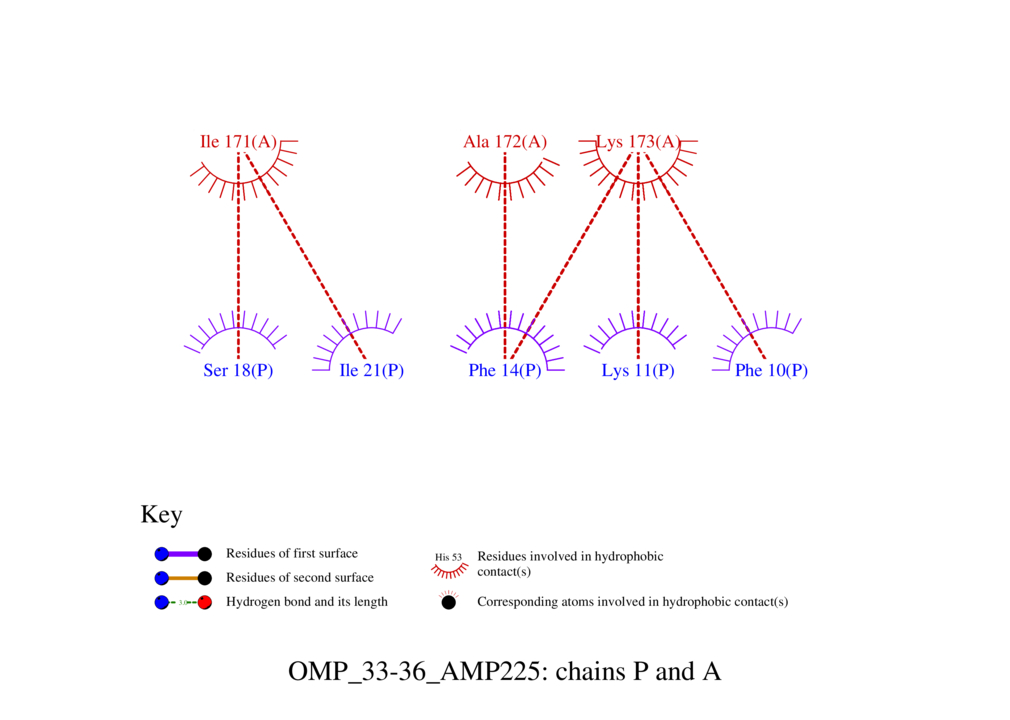 Ile 171(A) Ala 172(A) Lys 173(A)
Ser 18(P) Ile 21(P) Phe 14(P) Lys 11(P) Phe 10(P)
Key
Residues of first surface
Residues of second surface
3.0
Hydrogen bond and its length
His 53
Residues involved in hydrophobic
contact(s)
Corresponding atoms involved in hydrophobic contact(s)
OMP_33-36_AMP225: chains P and A